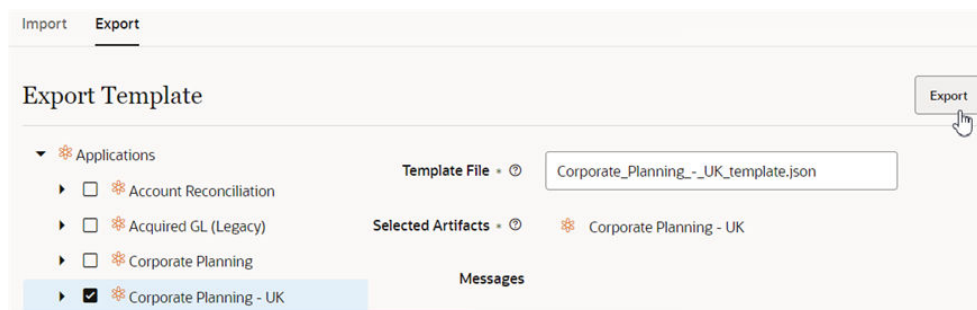 Import Export
Export Template
Export
Applications
Account Reconciliation
Acquired GL (Legacy)
Corporate Planning
Corporate Planning - UK
Template File * ?
Corporate_Planning_-_UK_template.json
Selected Artifacts * ?
Corporate Planning - UK
Messages